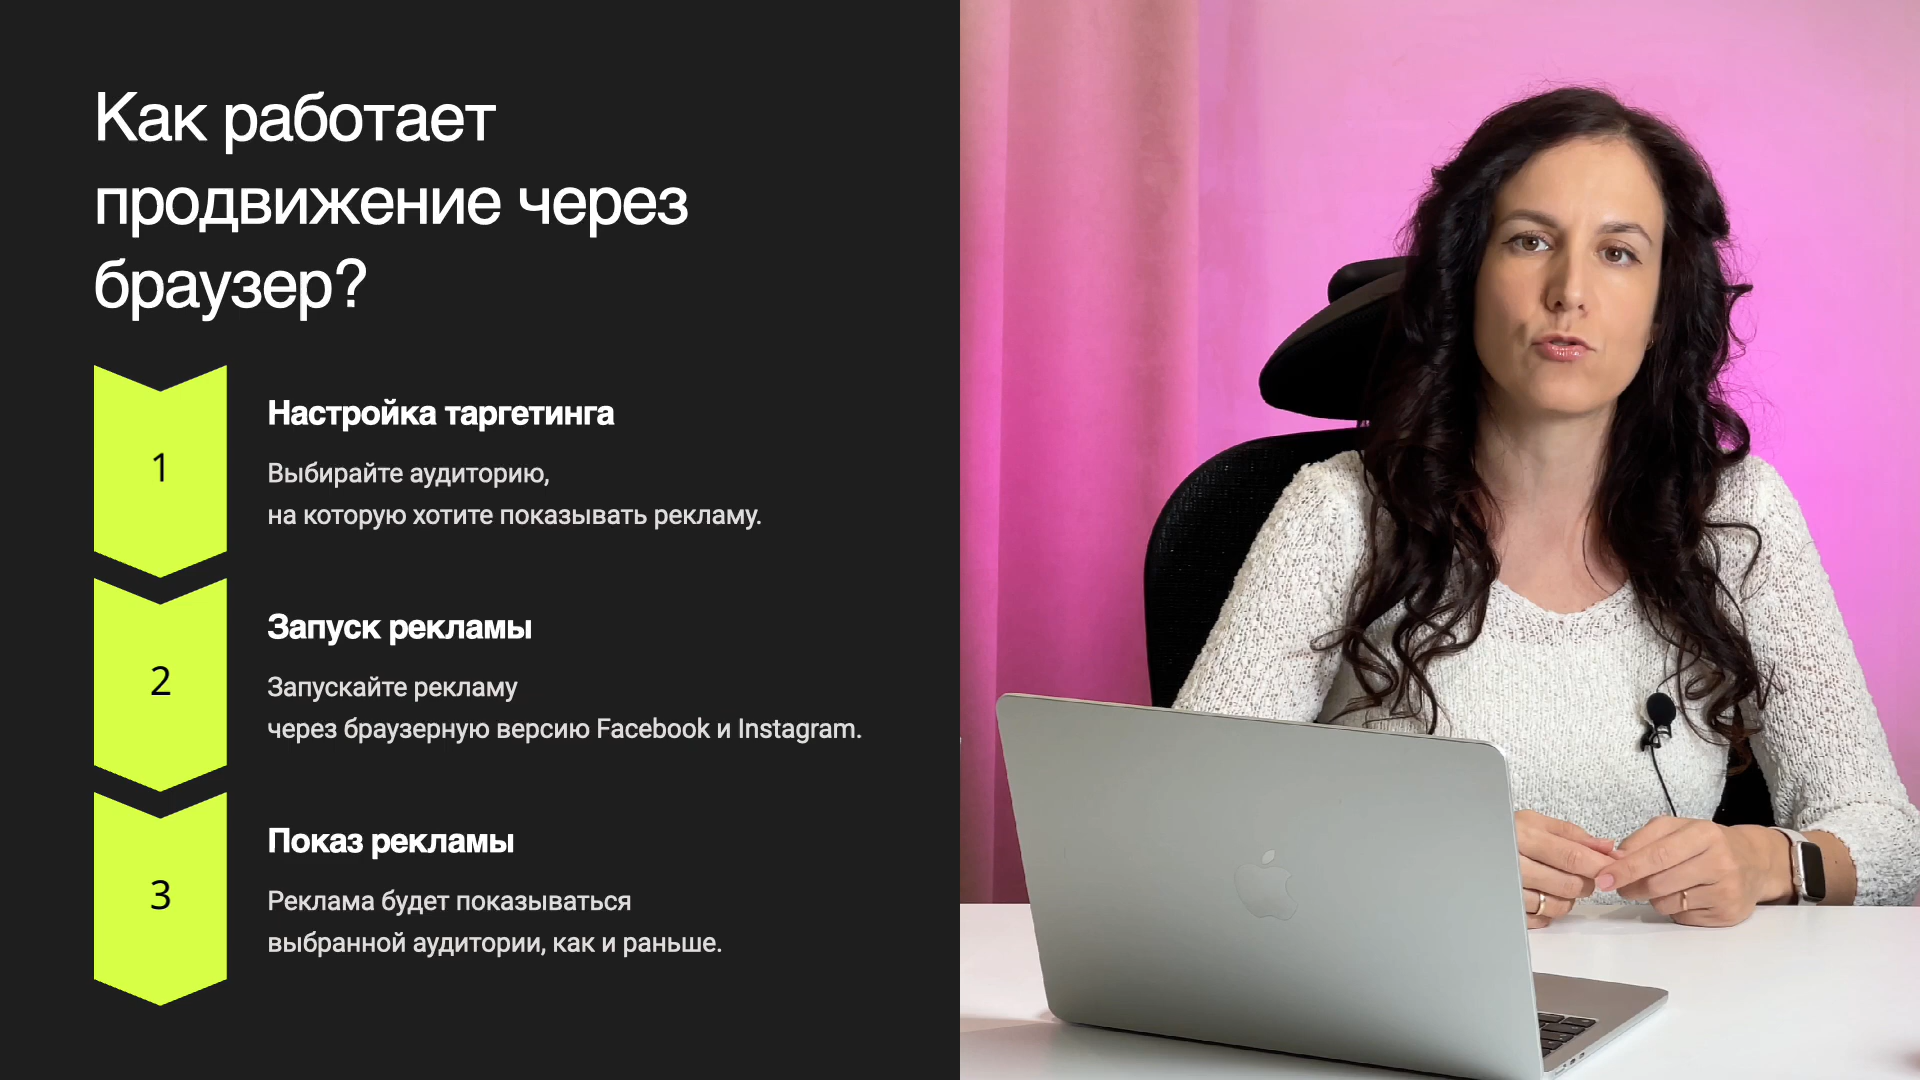 Как работает
продвижение через
браузер?
1
Настройка таргетинга
Выбирайте аудиторию,
на которую хотите показывать рекламу.
2
Запуск рекламы
Запускайте рекламу
через браузерную версию Facebook и Instagram.
3
Показ рекламы
Реклама будет показываться
выбранной аудитории, как и раньше.